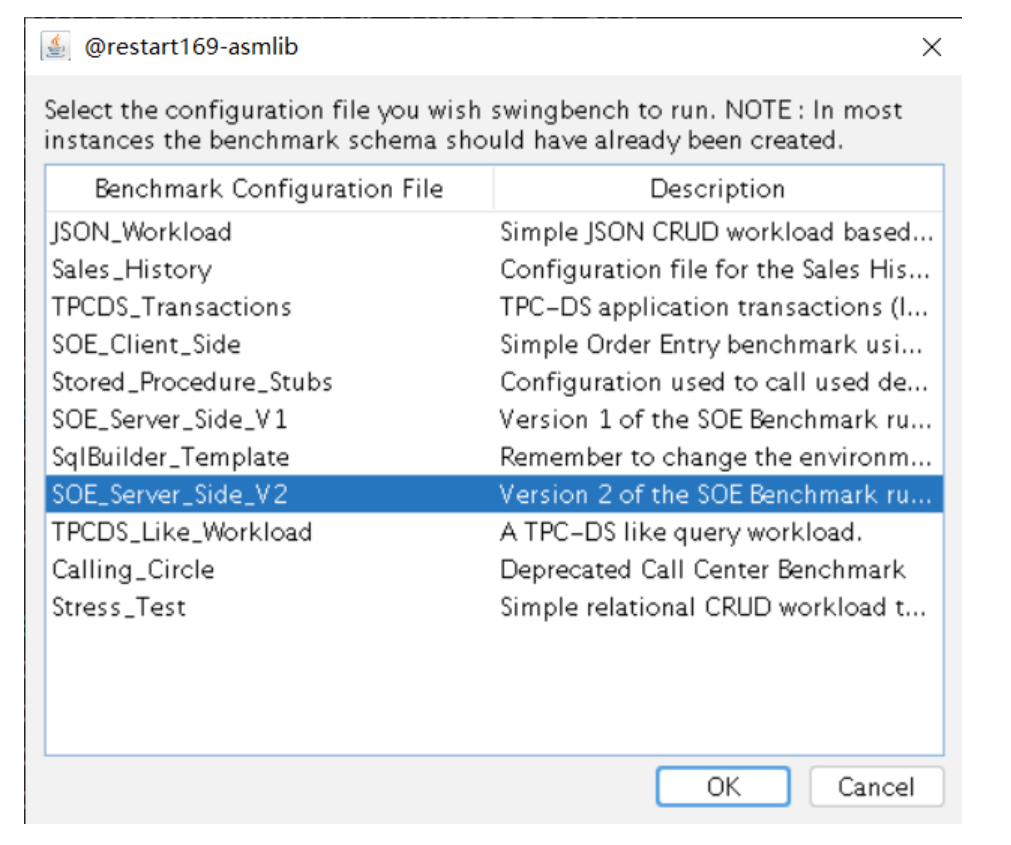 @restart169-asmlib
Select the configuration file you wish swingbench to run. NOTE : In most
instances the benchmark schema should have already been created.
Benchmark Configuration File Description
JSON_Workload Simple JSON CRUD workload based...
Sales_History Configuration file for the Sales His...
TPCDS_Transactions TPC-DS application transactions (I...
SOE_Client_Side Simple Order Entry benchmark usi...
Stored_Procedure_Stubs Configuration used to call used de...
SOE_Server_Side_V1 Version 1 of the SOE Benchmark ru...
SqlBuilder_Template Remember to change the environm...
SOE_Server_Side_V2 Version 2 of the SOE Benchmark ru...
TPCDS_Like_Workload A TPC-DS like query workload.
Calling_Circle Deprecated Call Center Benchmark
Stress_Test Simple relational CRUD workload t...
OK Cancel